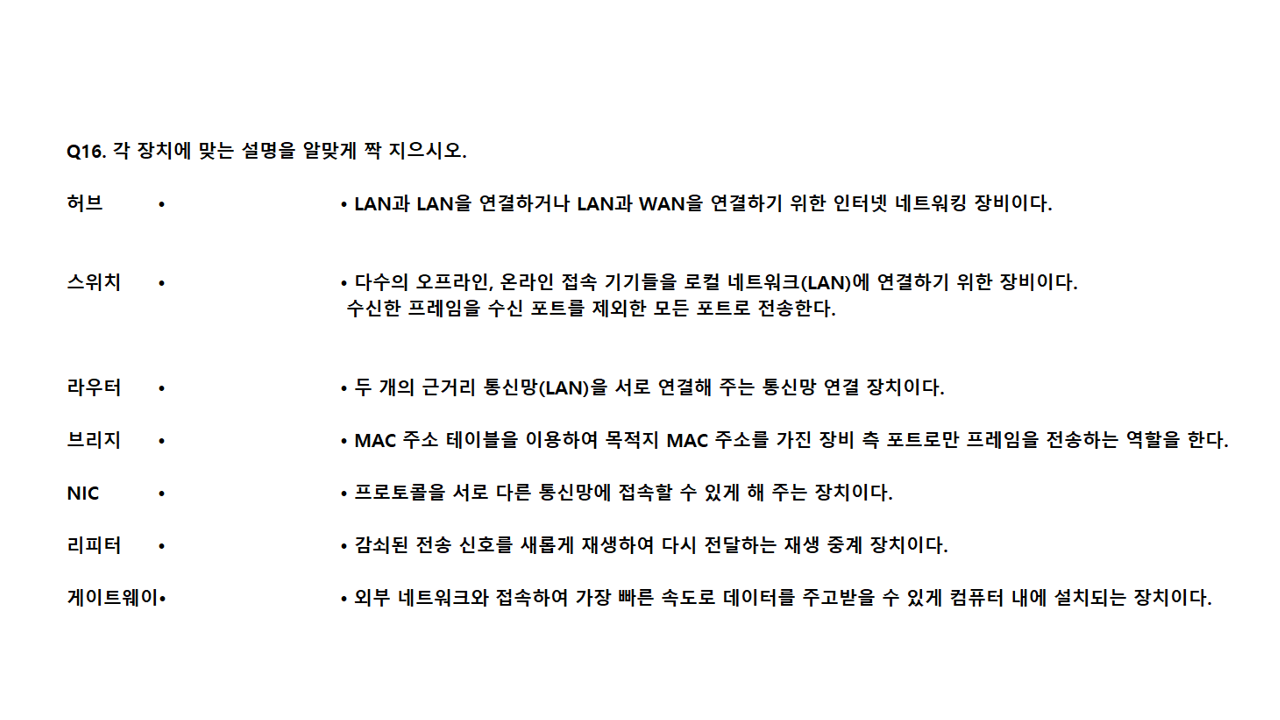 Q16. 각 장치에 맞는 설명을 알맞게 짝 지으시오.
허브 • • LAN과 LAN을 연결하거나 LAN과 WAN을 연결하기 위한 인터넷 네트워킹 장비이다.
스위치 • • 다수의 오프라인, 온라인 접속 기기들을 로컬 네트워크(LAN)에 연결하기 위한 장비이다.
수신한 프레임을 수신 포트를 제외한 모든 포트로 전송한다.
라우터 • • 두 개의 근거리 통신망(LAN)을 서로 연결해 주는 통신망 연결 장치이다.
브리지 • • MAC 주소 테이블을 이용하여 목적지 MAC 주소를 가진 장비 측 포트로만 프레임을 전송하는 역할을 한다.
NIC • • 프로토콜을 서로 다른 통신망에 접속할 수 있게 해 주는 장치이다.
리피터 • • 감쇠된 전송 신호를 새롭게 재생하여 다시 전달하는 재생 중계 장치이다.
게이트웨이• • 외부 네트워크와 접속하여 가장 빠른 속도로 데이터를 주고받을 수 있게 컴퓨터 내에 설치되는 장치이다.